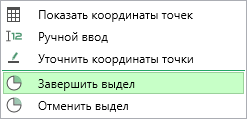 Показать координаты точек
Ручной ввод
Уточнить координаты точки
Завершить выдел
Отменить выдел